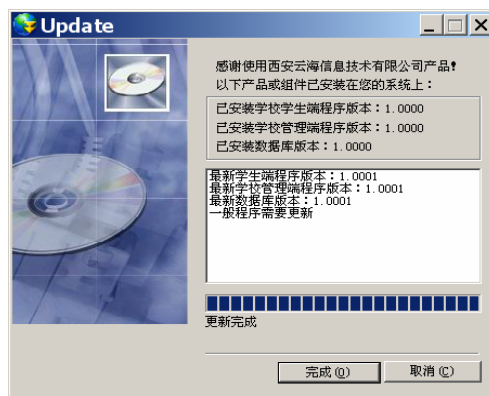 Update
感谢使用西安云海信息技术有限公司产品!
以下产品或组件已安装在您的系统上:
已安装学校学生端程序版本:1.0000
已安装学校管理端程序版本:1.0000
已安装数据库版本:1.0000
最新学生端程序版本:1.0001
最新学校管理端程序版本:1.0001
最新数据库版本:1.0001
一般程序需要更新
更新完成
完成(O)
取消(C)